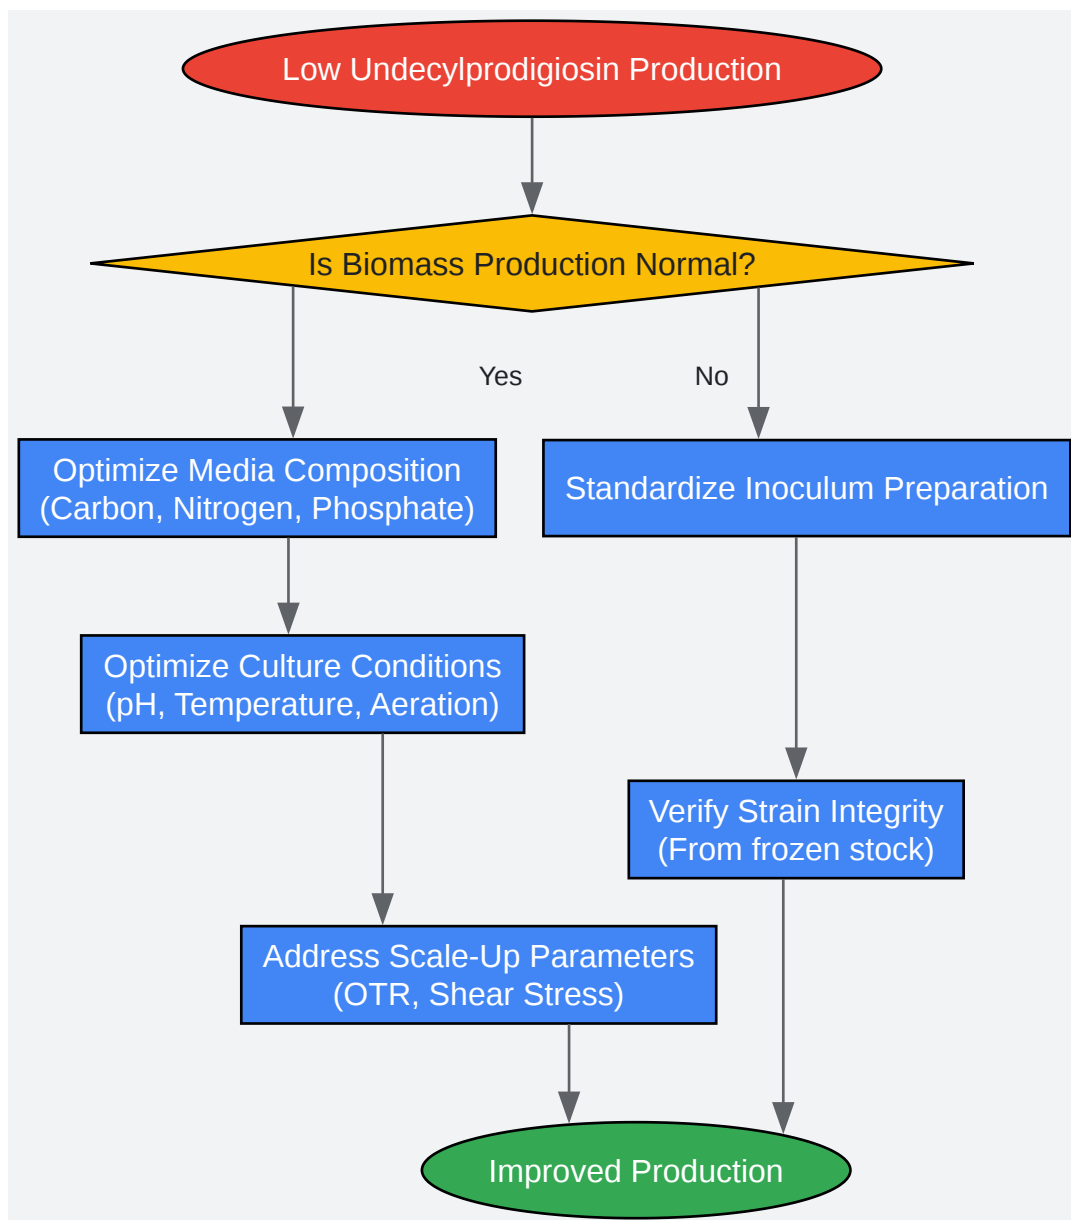 Low Undecylprodigiosin Production
Is Biomass Production Normal?
Yes
No
Optimize Media Composition
(Carbon, Nitrogen, Phosphate)
Standardize Inoculum Preparation
Optimize Culture Conditions
(pH, Temperature, Aeration)
Verify Strain Integrity
(From frozen stock)
Address Scale-Up Parameters
(OTR, Shear Stress)
Improved Production